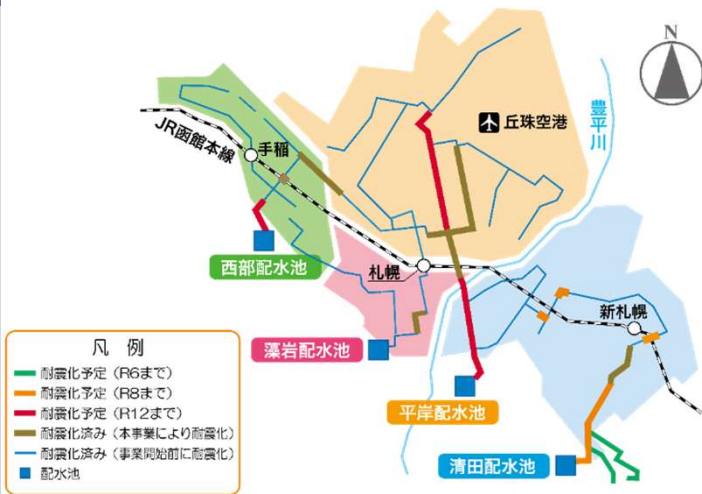 N
丘珠空港
豊平川
JR函館本線
手稲
西部配水池
札幌
新札幌
藻岩配水池
平岸配水池
清田配水池
凡 例
耐震化予定（R6まで）
耐震化予定（R8まで）
耐震化予定（R12まで）
耐震化済み（本事業により耐震化）
耐震化済み（事業開始前に耐震化）
配水池